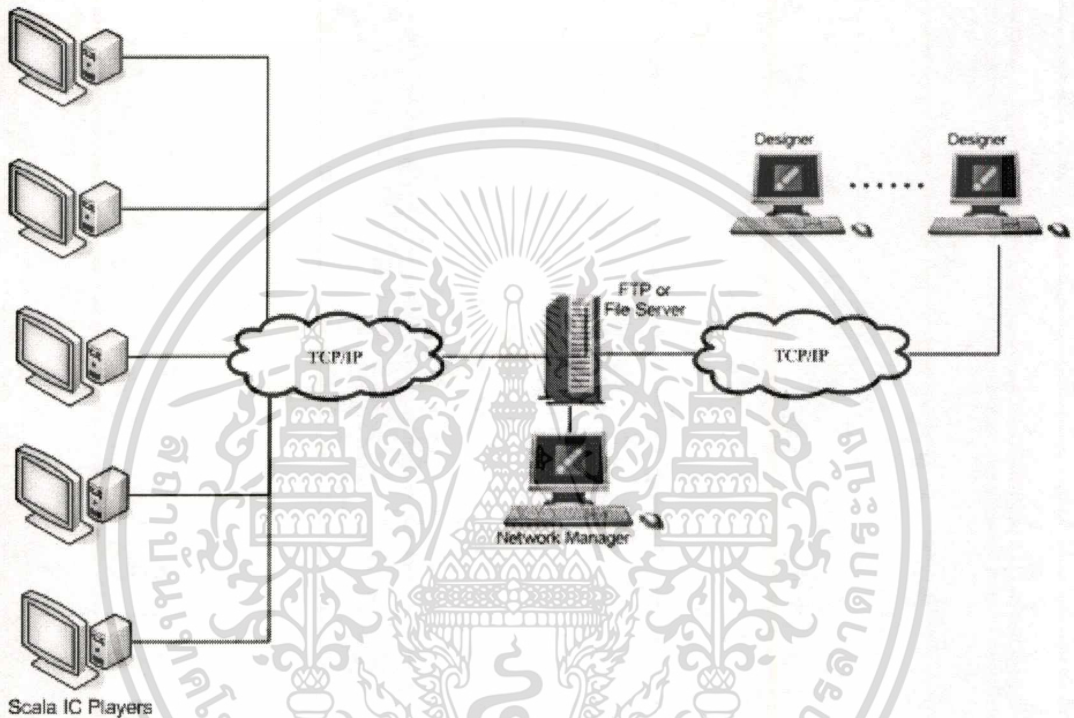 Designer
Designer
FTP or
File Server
TCP/IP
TCP/IP
Network Manager
Scala IC Players